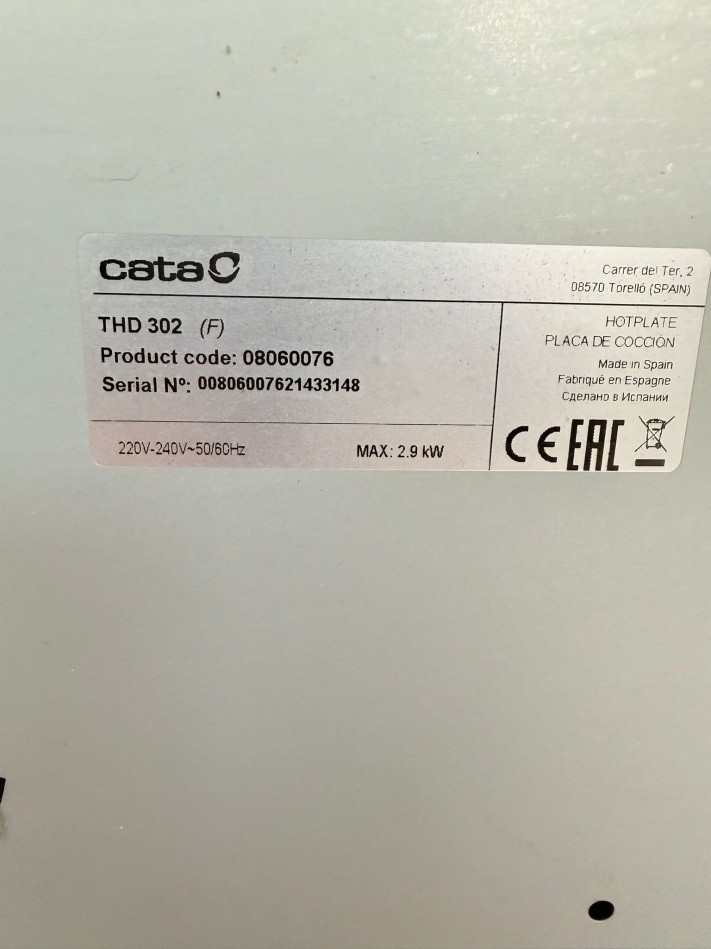 cata
Carrer del Ter, 2
08570 Torelló (SPAIN)
THD 302 (F)
Product code: 08060076
Serial Nº: 00806007621433148
220V-240V~50/60Hz
MAX: 2.9 kW
HOTPLATE
PLACA DE COCCIÓN
Made in Spain
Fabriqué en Espagne
Сделано в Испании
CE EAC